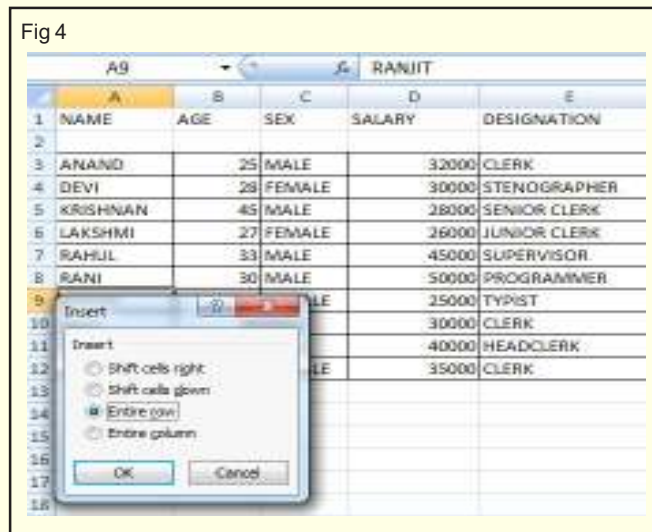 Fig 4
A9 fx RANJIT
A B C D E
1 NAME AGE SEX SALARY DESIGNATION
2
3 ANAND 25 MALE 32000 CLERK
4 DEVI 28 FEMALE 30000 STENOGRAPHER
5 KRISHNAN 45 MALE 28000 SENIOR CLERK
6 LAKSHMI 27 FEMALE 26000 JUNIOR CLERK
7 RAHUL 33 MALE 45000 SUPERVISOR
8 RANI 30 MALE 50000 PROGRAMMER
9 LE 25000 TYPIST
Insert ?
10 30000 CLERK
11 40000 HEADCLERK
Insert
12 LE 35000 CLERK
Shift cells right
13
Shift cells down
14
Entire row
15
Entire column
16
17
OK Cancel
18